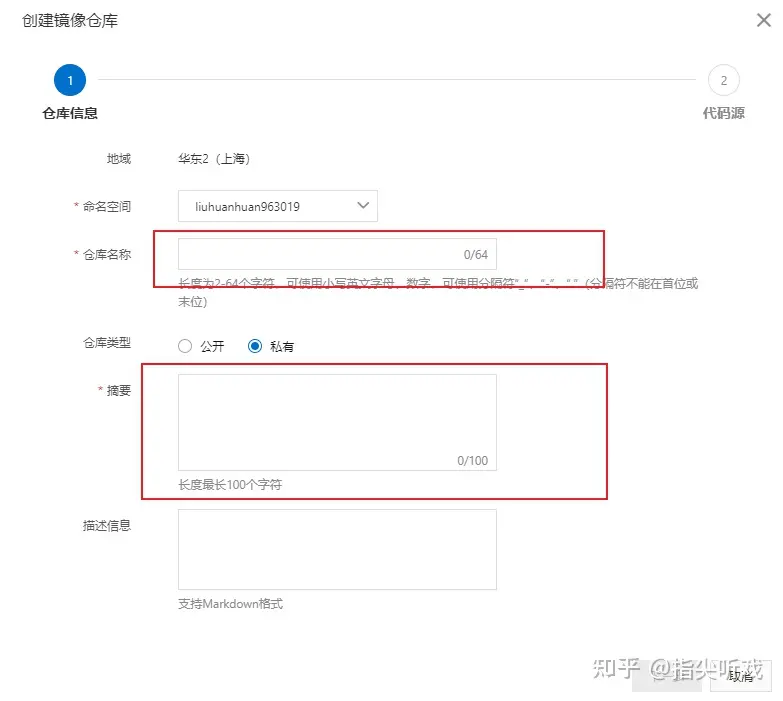 创建镜像仓库
1
2
仓库信息
代码源
地域
华东2（上海）
* 命名空间
liuhuanhuan963019
* 仓库名称
0/64
长度为2-64个字符，可使用小写英文字母、数字，可使用分隔符"_"、"-"、"."（分隔符不能在首位或
末位）
仓库类型
公开
私有
* 摘要
0/100
长度最长100个字符
描述信息
支持Markdown格式
知乎 @指尖听戏
取消